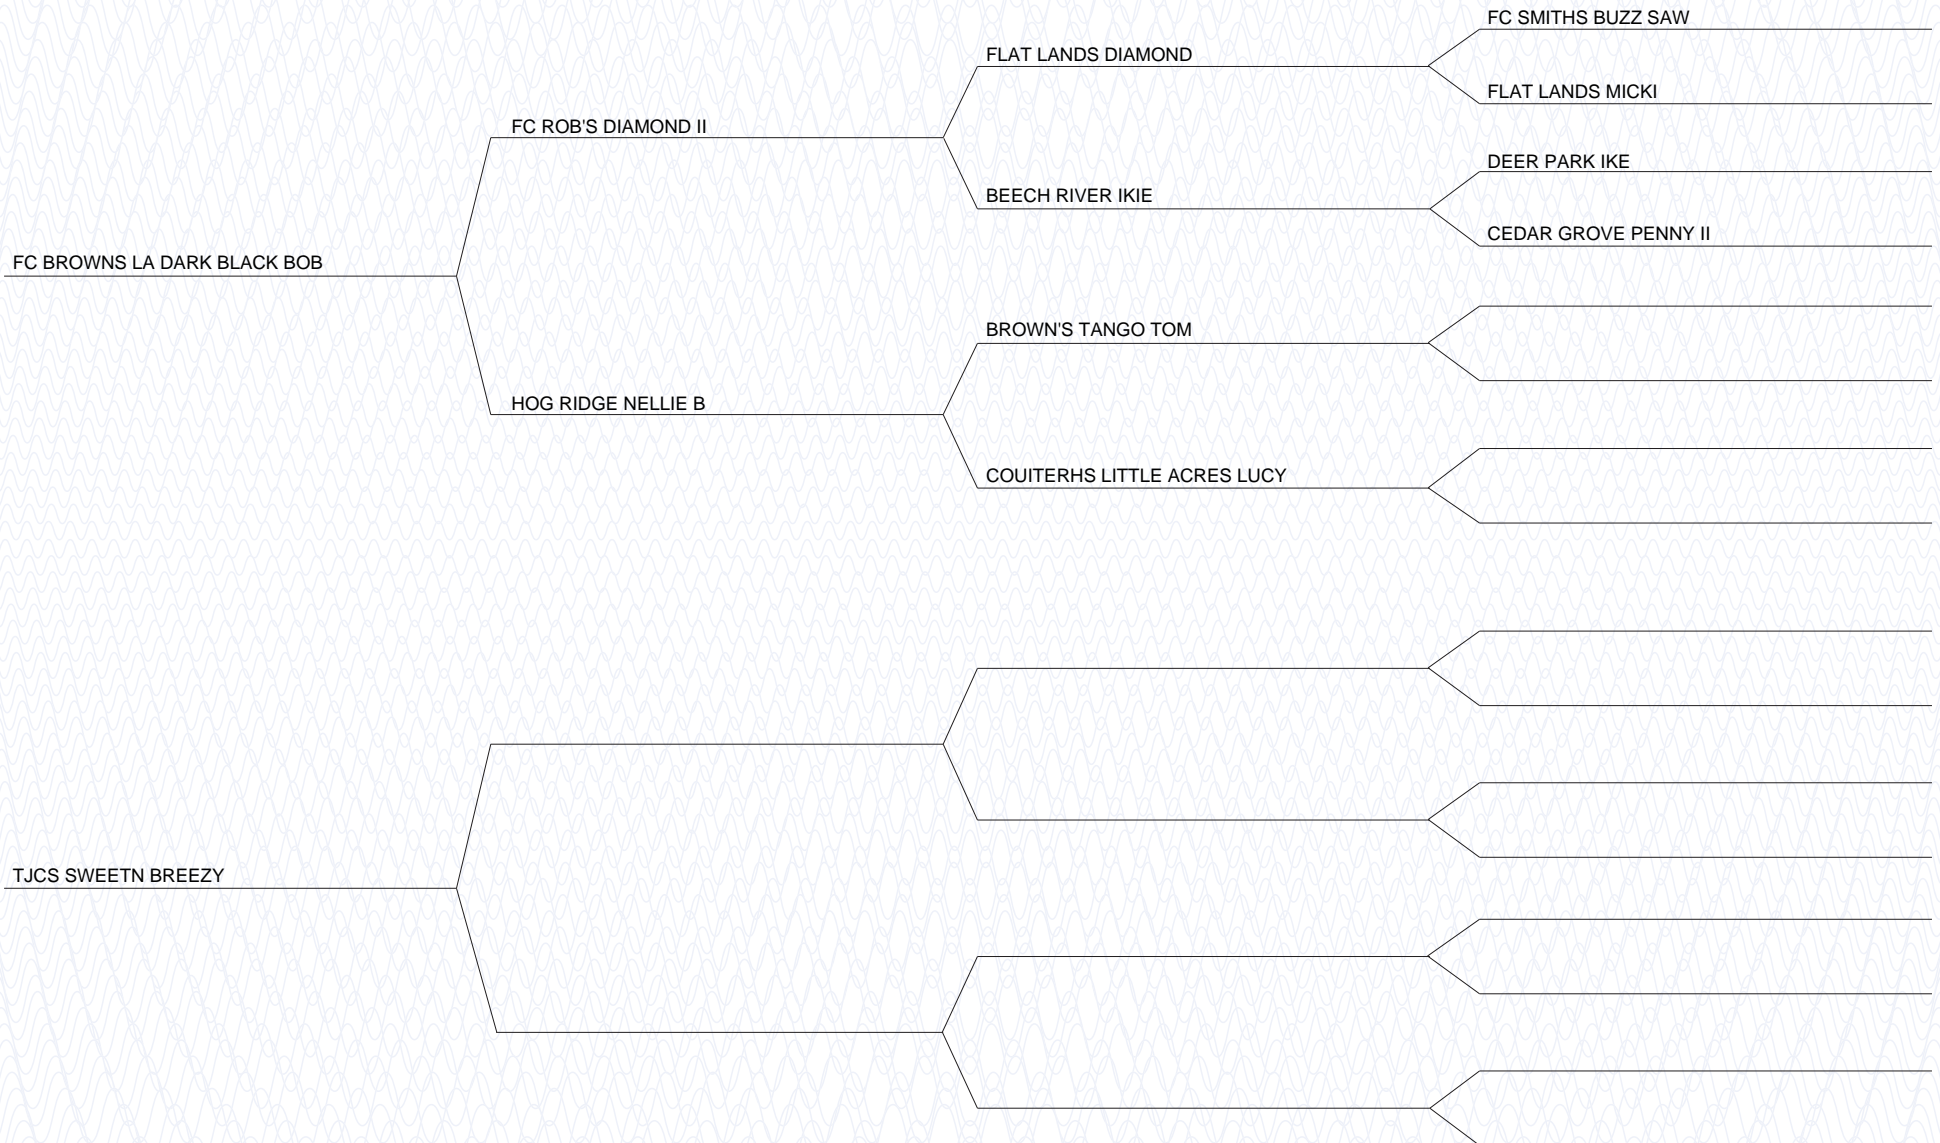 FC SMITHS BUZZ SAW
FLAT LANDS DIAMOND
FLAT LANDS MICKI
FC ROB'S DIAMOND II
DEER PARK IKE
BEECH RIVER IKIE
CEDAR GROVE PENNY II
FC BROWNS LA DARK BLACK BOB
BROWN'S TANGO TOM
HOG RIDGE NELLIE B
COUITERHS LITTLE ACRES LUCY
TJCS SWEETN BREEZY